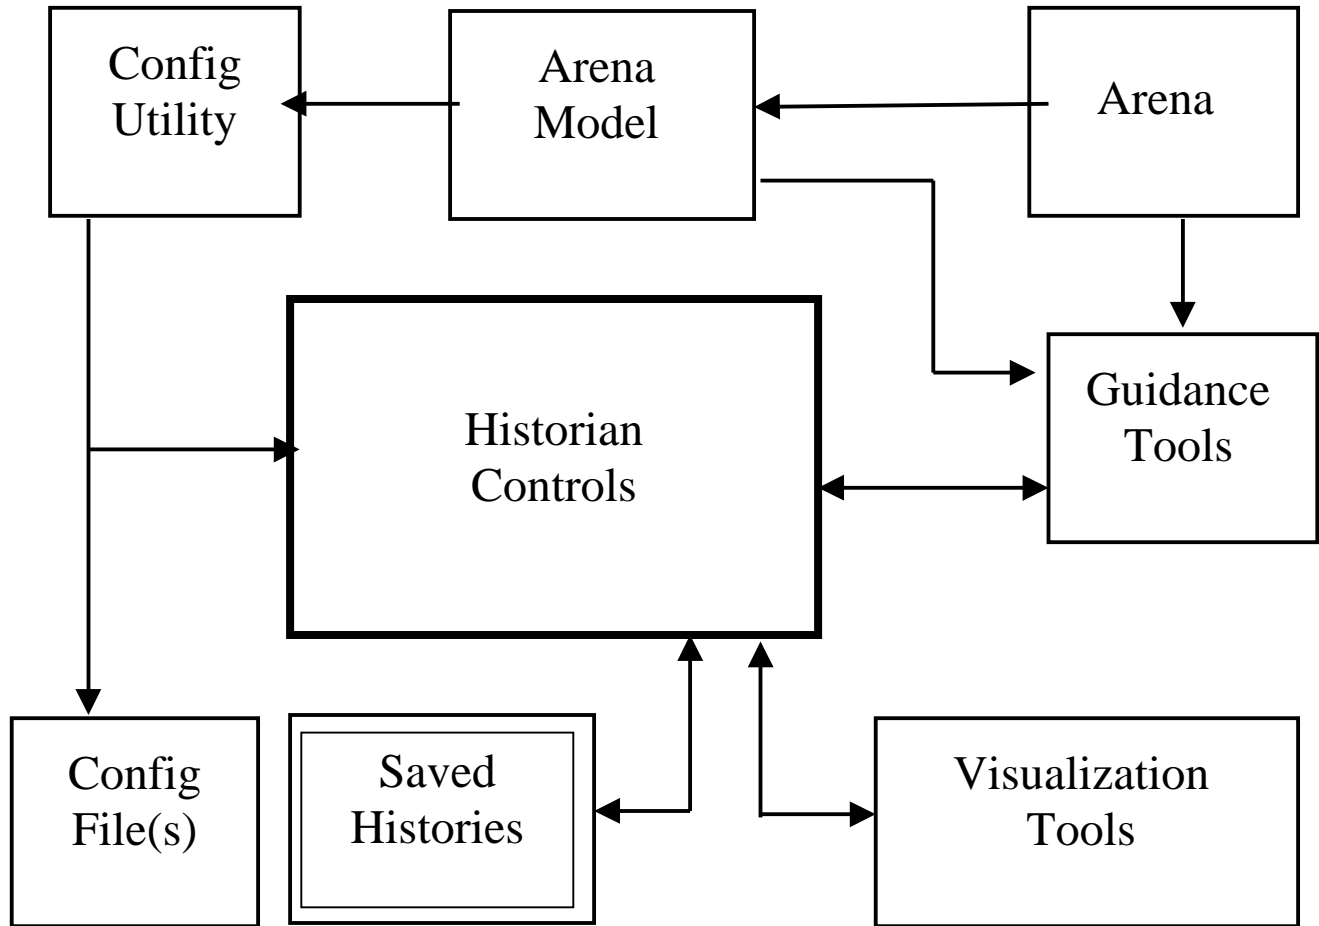 Config
Utility
Arena
Model
Arena
Historian
Controls
Guidance
Tools
Config
File(s)
Saved
Histories
Visualization
Tools